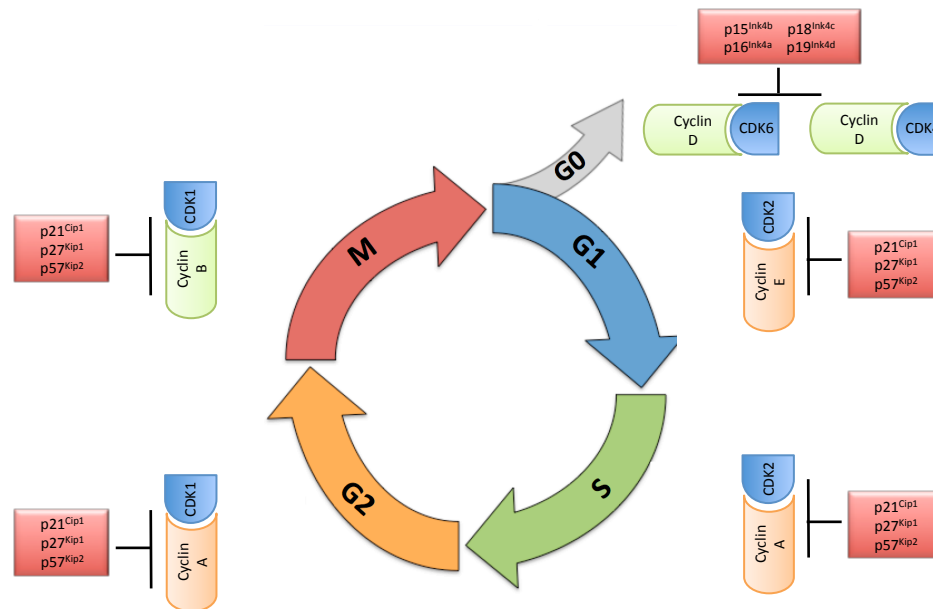 p15Ink4b p18Ink4c
p16Ink4a p19Ink4d
Cyclin
D
CDK6
Cyclin
D
G0
CDK1
Cyclin
B
p21Cip1
p27Kip1
p57Kip2
M
G1
CDK2
Cyclin
E
p21Cip1
p27Kip1
p57Kip2
G2
S
CDK1
Cyclin
A
p21Cip1
p27Kip1
p57Kip2
CDK2
Cyclin
A
p21Cip1
p27Kip1
p57Kip2